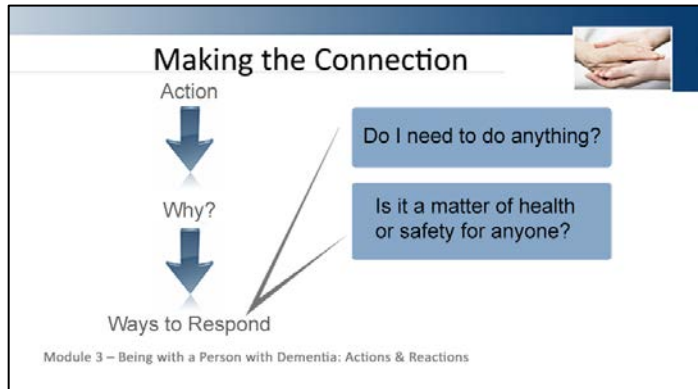 Making the Connection
Action
Why?
Ways to Respond
Do I need to do anything?
Is it a matter of health
or safety for anyone?
Module 3 – Being with a Person with Dementia: Actions & Reactions